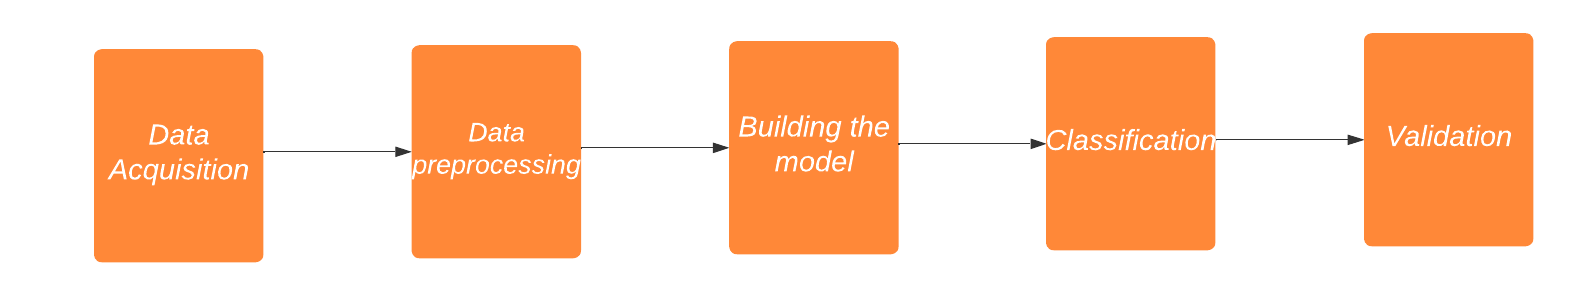 Data
Acquisition
Data
preprocessing
Building the
model
Classification
Validation